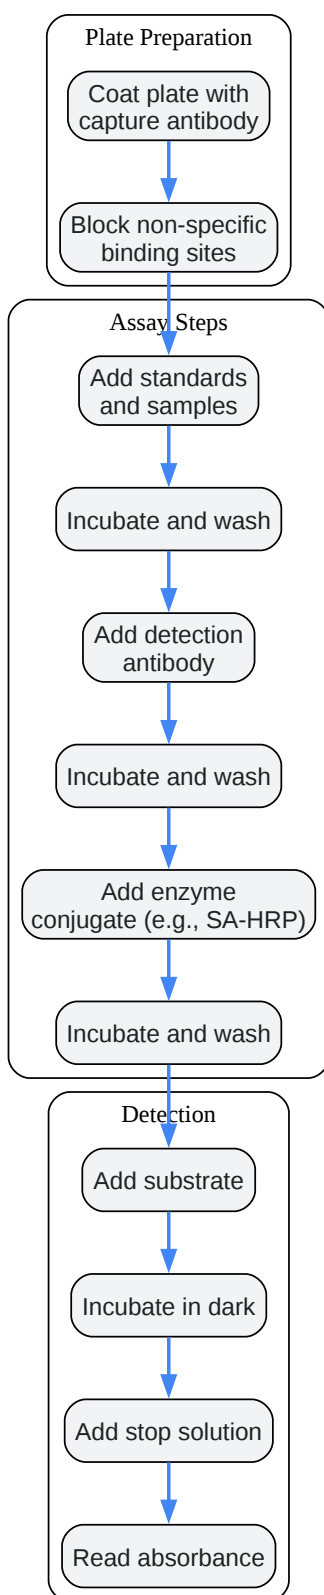 Plate Preparation
Coat plate with
capture antibody
Block non-specific
binding sites
Assay Steps
Add standards
and samples
Incubate and wash
Add detection
antibody
Incubate and wash
Add enzyme
conjugate (e.g., SA-HRP)
Incubate and wash
Detection
Add substrate
Incubate in dark
Add stop solution
Read absorbance